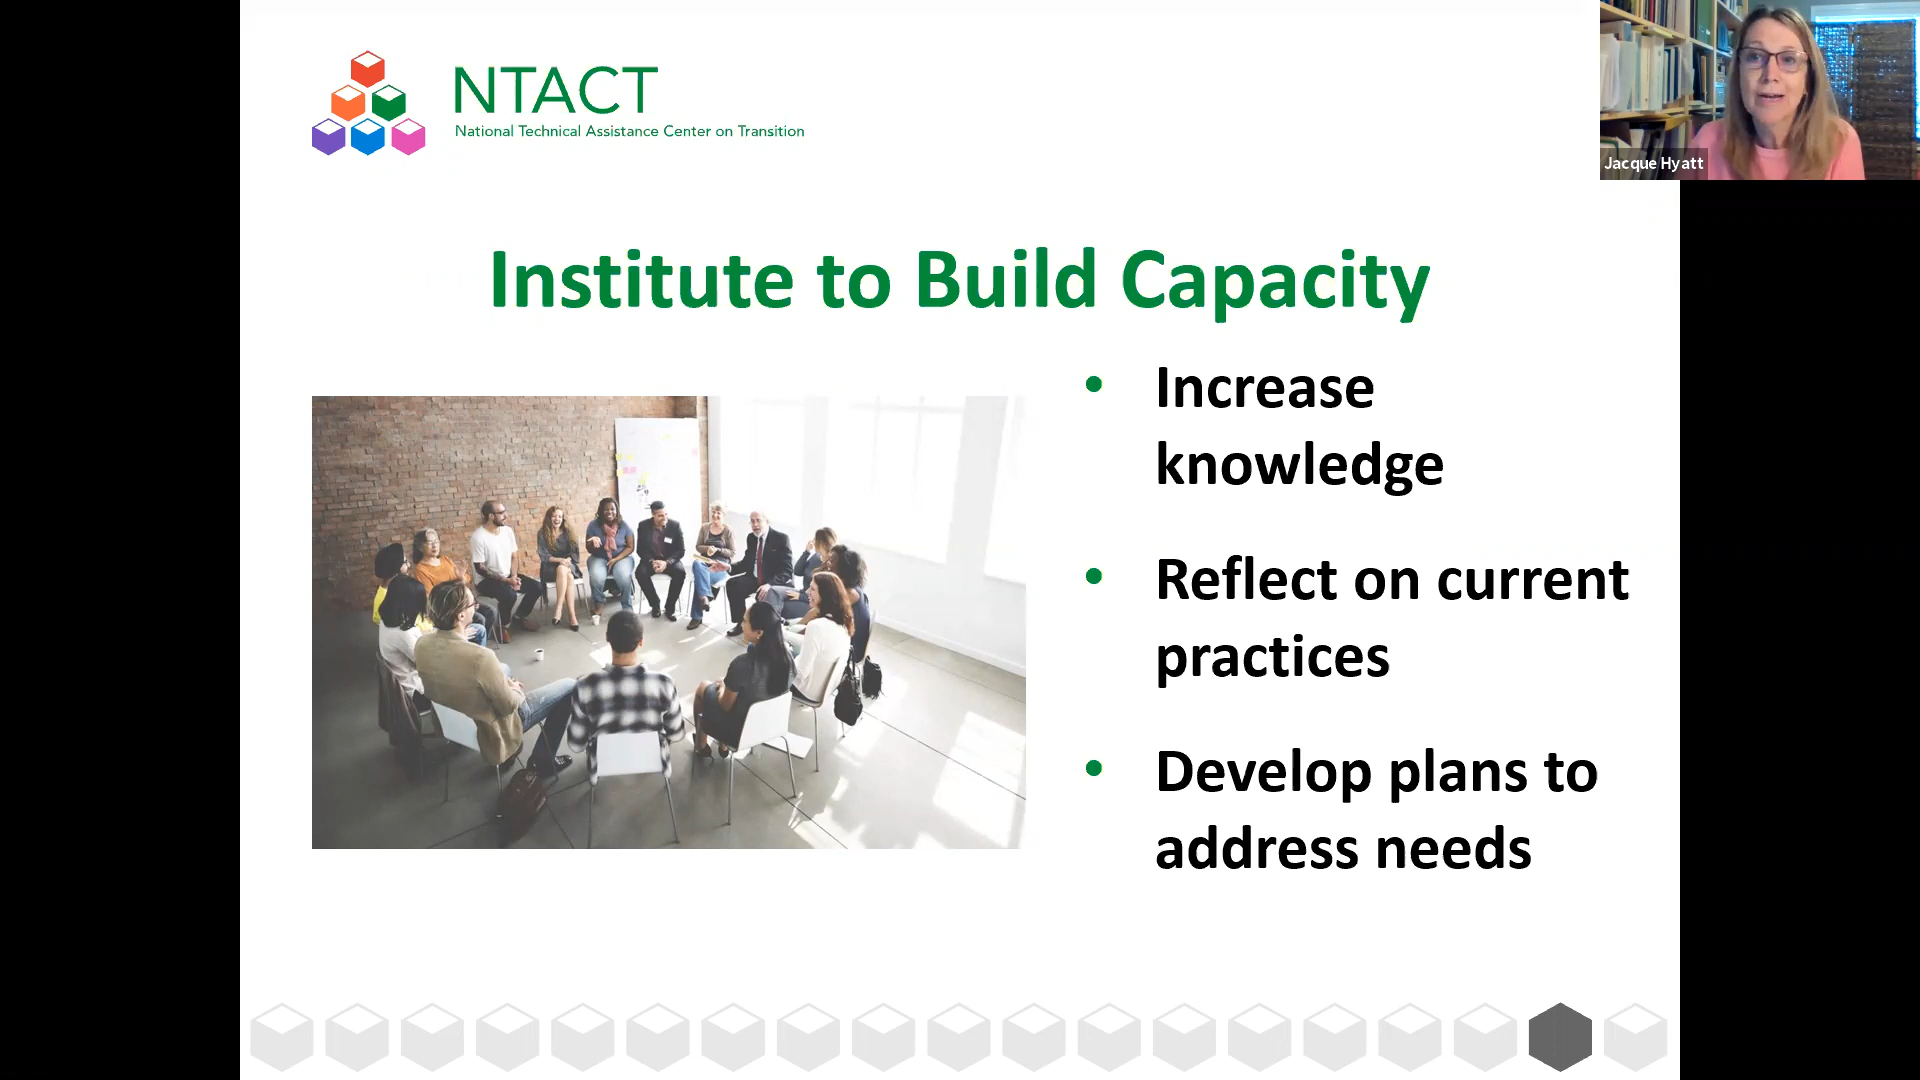 NTACT
National Technical Assistance Center on Transition
Jacque Hyatt
Institute to Build Capacity
• Increase
knowledge
• Reflect on current
practices
• Develop plans to
address needs